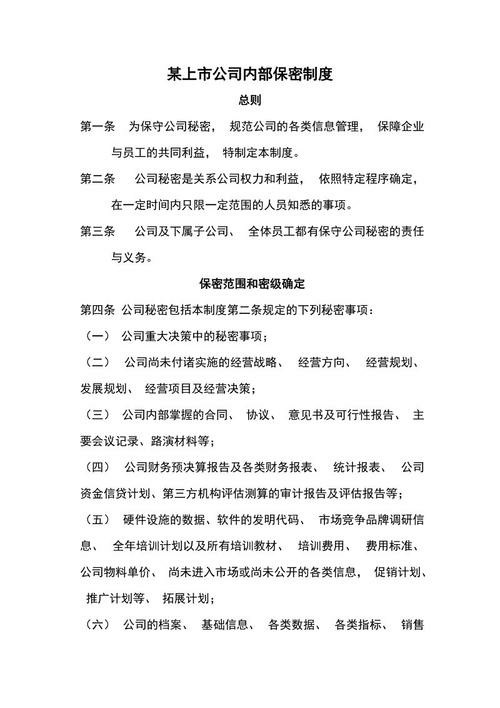 某上市公司内部保密制度
总则
第一条 为保守公司秘密， 规范公司的各类信息管理， 保障企业
与员工的共同利益， 特制定本制度。
第二条 公司秘密是关系公司权力和利益， 依照特定程序确定，
在一定时间内只限一定范围的人员知悉的事项。
第三条 公司及下属子公司、 全体员工都有保守公司秘密的责任
与义务。
保密范围和密级确定
第四条 公司秘密包括本制度第二条规定的下列秘密事项：
（一） 公司重大决策中的秘密事项；
（二） 公司尚未付诸实施的经营战略、 经营方向、 经营规划、
发展规划、 经营项目及经营决策；
（三） 公司内部掌握的合同、 协议、 意见书及可行性报告、 主
要会议记录、路演材料等；
（四） 公司财务预决算报告及各类财务报表、 统计报表、 公司
资金信贷计划、第三方机构评估测算的审计报告及评估报告等；
（五） 硬件设施的数据、软件的发明代码、 市场竞争品牌调研信
息、 全年培训计划以及所有培训教材、 培训费用、 费用标准、
公司物料单价、 尚未进入市场或尚未公开的各类信息， 促销计划、
推广计划等、 拓展计划；
（六） 公司的档案、 基础信息、 各类数据、 各类指标、 销售